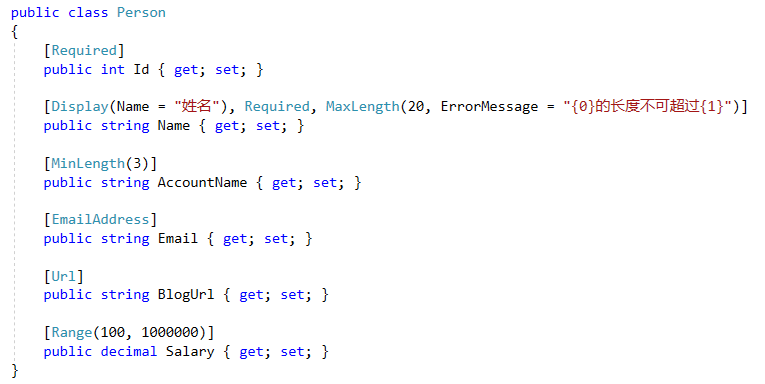 public class Person
{
[Required]
public int Id { get; set; }
[Display(Name = "姓名"), Required, MaxLength(20, ErrorMessage = "{0}的长度不可超过{1}")]
public string Name { get; set; }
[MinLength(3)]
public string AccountName { get; set; }
[EmailAddress]
public string Email { get; set; }
[Url]
public string BlogUrl { get; set; }
[Range(100, 1000000)]
public decimal Salary { get; set; }
}